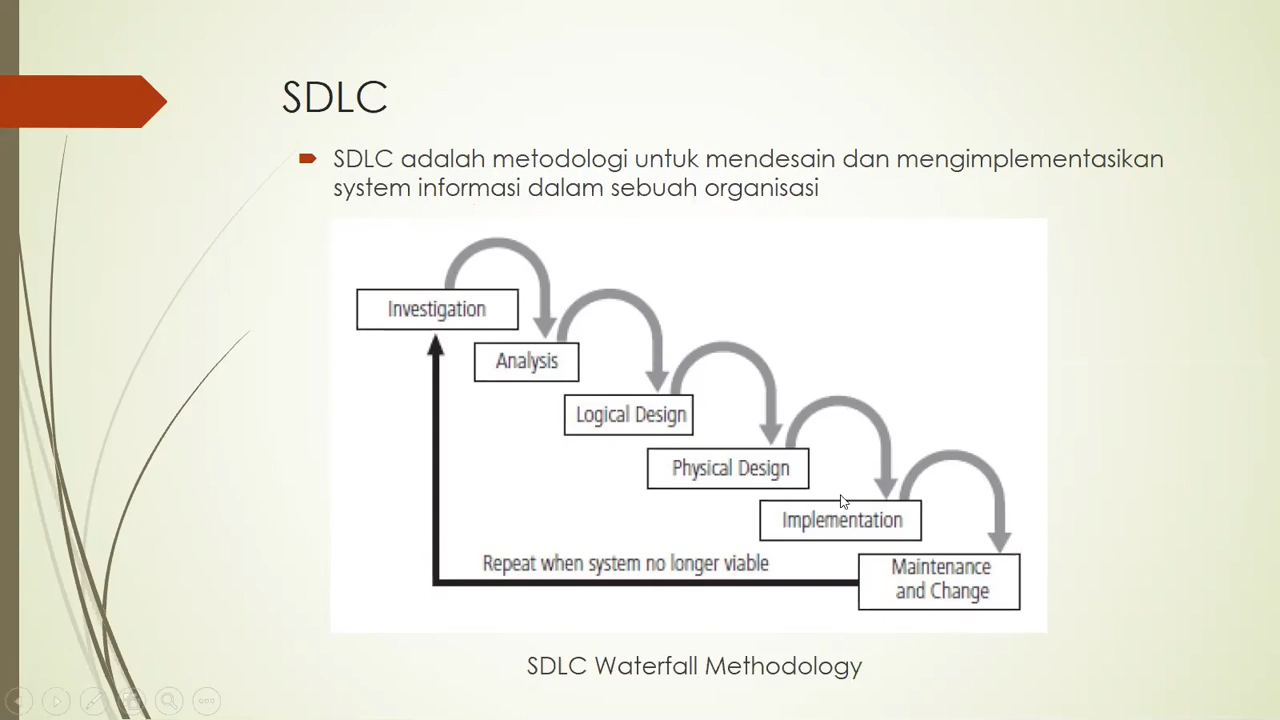 SDLC
SDLC adalah metodologi untuk mendesain dan mengimplementasikan
system informasi dalam sebuah organisasi
Investigation
Analysis
Logical Design
Physical Design
Implementation
Repeat when system no longer viable
Maintenance
and Change
SDLC Waterfall Methodology